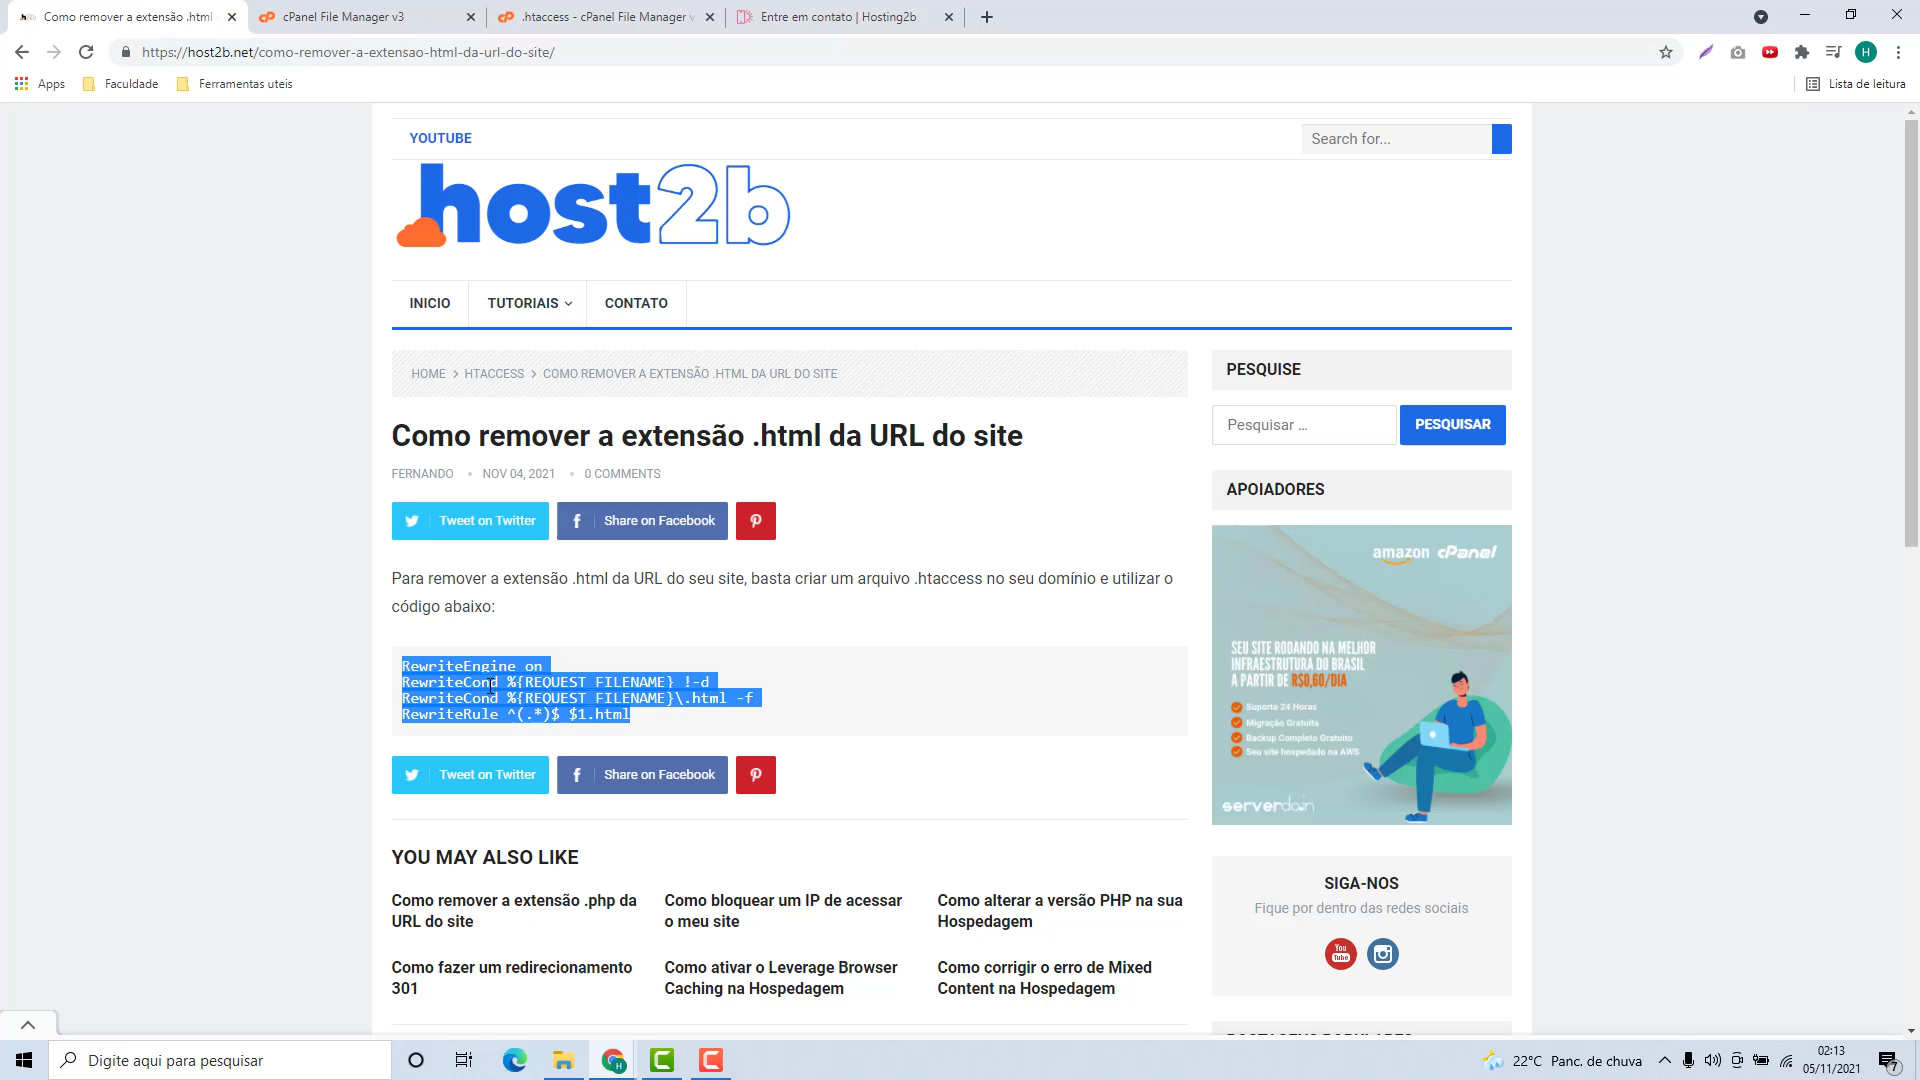 Como remover a extensão .html
cPanel File Manager v3
.htaccess - cPanel File Manager v
Entre em contato | Hosting2b
https://host2b.net/como-remover-a-extensao-html-da-url-do-site/
H
Apps
Faculdade
Ferramentas uteis
Lista de leitura
YOUTUBE
Search for...
host2b
INICIO
TUTORIAIS
CONTATO
HOME > HTACCESS > COMO REMOVER A EXTENSÃO .HTML DA URL DO SITE
Como remover a extensão .html da URL do site
FERNANDO • NOV 04, 2021 • 0 COMMENTS
Tweet on Twitter
Share on Facebook
Para remover a extensão .html da URL do seu site, basta criar um arquivo .htaccess no seu domínio e utilizar o
código abaixo:
RewriteEngine on
RewriteCond %{REQUEST_FILENAME} !-d
RewriteCond %{REQUEST_FILENAME}\.html -f
RewriteRule ^(.*)$ $1.html
Tweet on Twitter
Share on Facebook
YOU MAY ALSO LIKE
Como remover a extensão .php da
URL do site
Como bloquear um IP de acessar
o meu site
Como alterar a versão PHP na sua
Hospedagem
Como fazer um redirecionamento
301
Como ativar o Leverage Browser
Caching na Hospedagem
Como corrigir o erro de Mixed
Content na Hospedagem
PESQUISE
Pesquisar …
PESQUISAR
APOIADORES
amazon cPanel
SEU SITE RODANDO NA MELHOR
INFRAESTRUTURA DO BRASIL
A PARTIR DE R$0,60/DIA
Suporte 24 Horas
Migração Gratuita
Backup Completo Gratuito
Seu site hospedado na AWS
serverdoin
SIGA-NOS
Fique por dentro das redes sociais
You
Tube
Digite aqui para pesquisar
H
22°C Panc. de chuva
02:13
05/11/2021
7